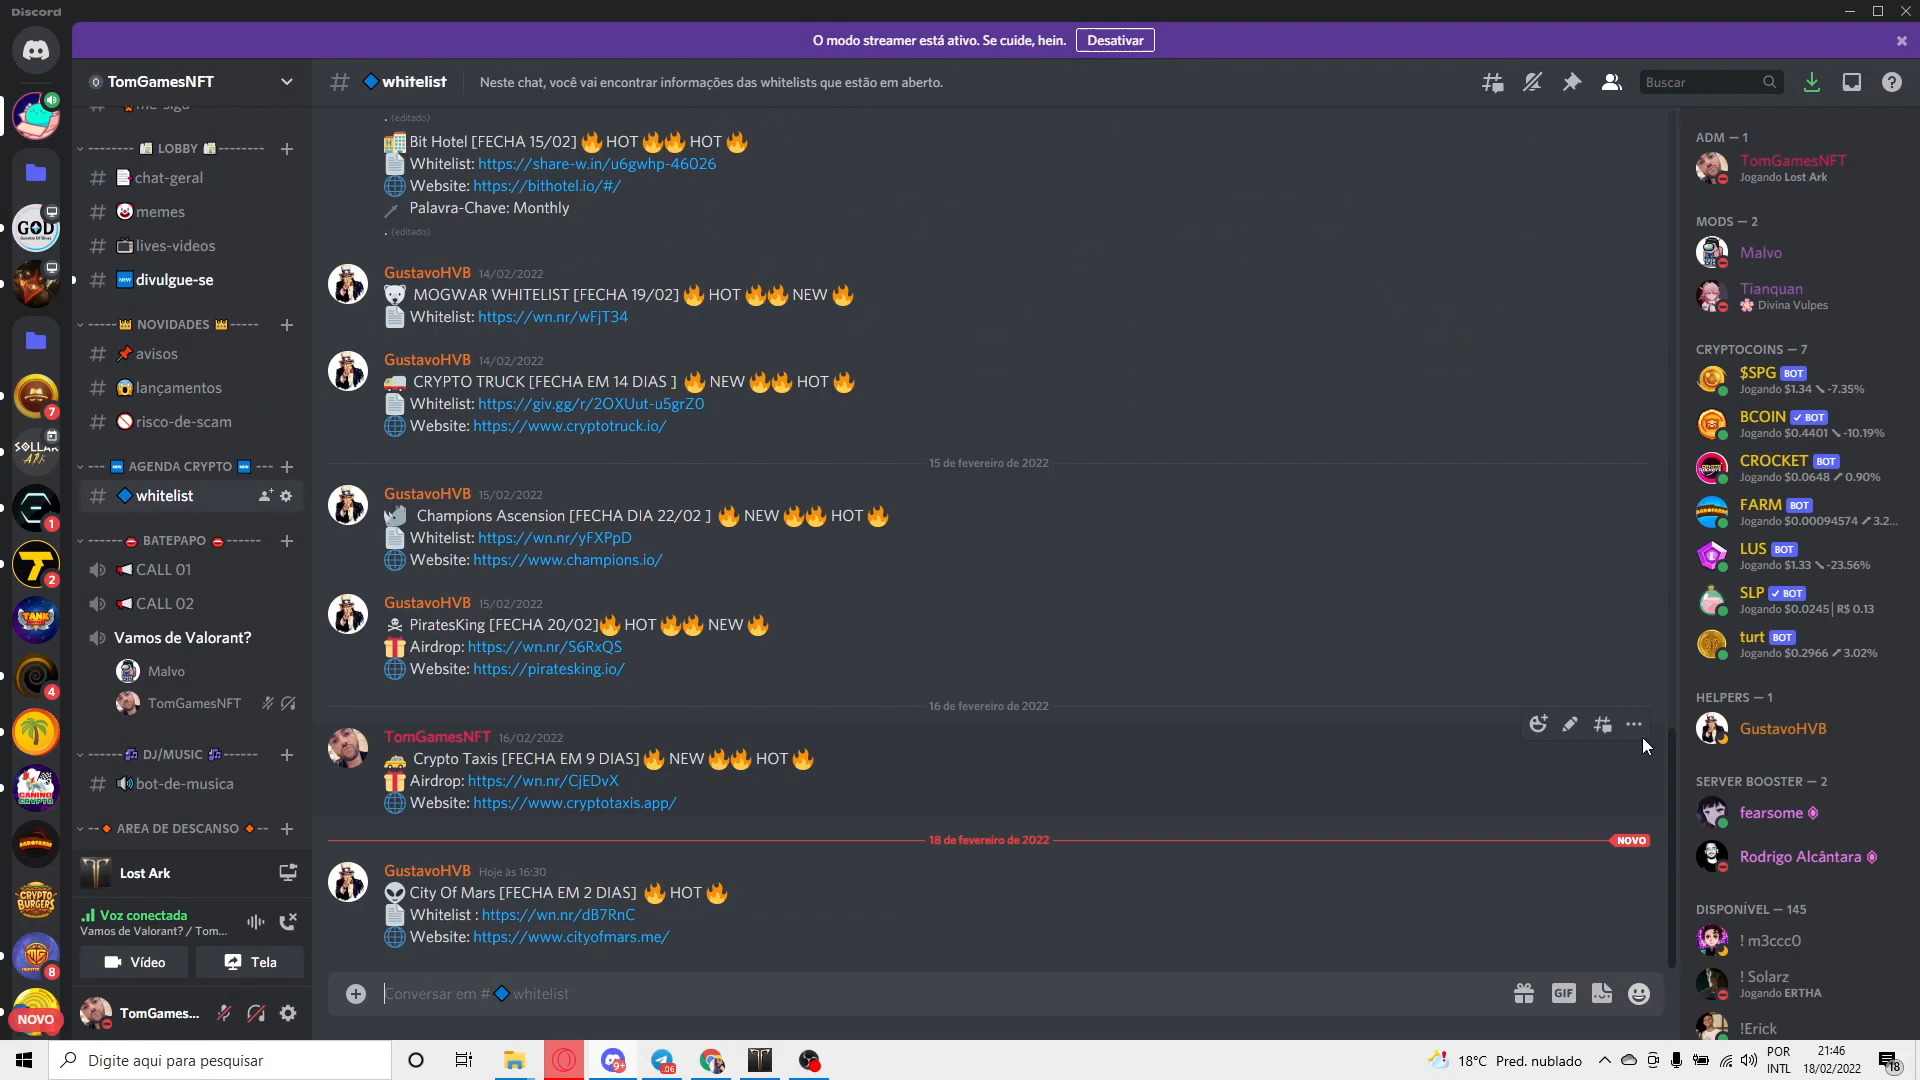 Discord
O modo streamer está ativo. Se cuide, hein. Desativar
TomGamesNFT
LOBBY
chat-geral
memes
lives-videos
divulgue-se
NOVIDADES
avisos
lançamentos
risco-de-scam
AGENDA CRYPTO
whitelist
BATEPAPO
CALL 01
CALL 02
Vamos de Valorant?
Malvo
TomGamesNFT
DJ/MUSIC
bot-de-musica
AREA DE DESCANSO
Lost Ark
Voz conectada
Vamos de Valorant? / Tom...
Vídeo Tela
TomGames...
GOD
7
SOLLAR
1
2
TANK
4
CANINO CRYPTO
AGROFARM
CRYPTO BURGERS
8
NOVO
# whitelist Neste chat, você vai encontrar informações das whitelists que estão em aberto.
Buscar
. (editado)
Bit Hotel [FECHA 15/02] HOT HOT
Whitelist: https://share-w.in/u6gwhp-46026
Website: https://bithotel.io/#/
Palavra-Chave: Monthly
. (editado)
GustavoHVB 14/02/2022
MOGWAR WHITELIST [FECHA 19/02] HOT NEW
Whitelist: https://wn.nr/wFjT34
GustavoHVB 14/02/2022
CRYPTO TRUCK [FECHA EM 14 DIAS ] NEW HOT
Whitelist: https://giv.gg/r/2OXUut-u5grZ0
Website: https://www.cryptotruck.io/
15 de fevereiro de 2022
GustavoHVB 15/02/2022
Champions Ascension [FECHA DIA 22/02 ] NEW HOT
Whitelist: https://wn.nr/yFXPpD
Website: https://www.champions.io/
GustavoHVB 15/02/2022
PiratesKing [FECHA 20/02] HOT NEW
Airdrop: https://wn.nr/S6RxQS
Website: https://piratesking.io/
16 de fevereiro de 2022
TomGamesNFT 16/02/2022
Crypto Taxis [FECHA EM 9 DIAS] NEW HOT
Airdrop: https://wn.nr/CjEDvX
Website: https://www.cryptotaxis.app/
18 de fevereiro de 2022 NOVO
GustavoHVB Hoje às 16:30
City Of Mars [FECHA EM 2 DIAS] HOT
Whitelist : https://wn.nr/dB7RnC
Website: https://www.cityofmars.me/
Conversar em # whitelist
GIF
ADM — 1
TomGamesNFT
Jogando Lost Ark
MODS — 2
Malvo
Tianquan
Divina Vulpes
CRYPTOCOINS — 7
$SPG BOT
Jogando $1.34 -7.35%
BCOIN BOT
Jogando $0.4401 -10.19%
CROCKET BOT
Jogando $0.0648 0.90%
FARM BOT
Jogando $0.00094574 3.2...
LUS BOT
Jogando $1.33 -23.56%
SLP BOT
Jogando $0.0245 | R$ 0.13
turt BOT
Jogando $0.2966 3.02%
HELPERS — 1
GustavoHVB
SERVER BOOSTER — 2
fearsome
Rodrigo Alcântara
DISPONÍVEL — 145
! m3ccc0
! Solarz
Jogando ERTHA
!Erick
Digite aqui para pesquisar
18°C Pred. nublado
POR
INTL
21:46
18/02/2022
18